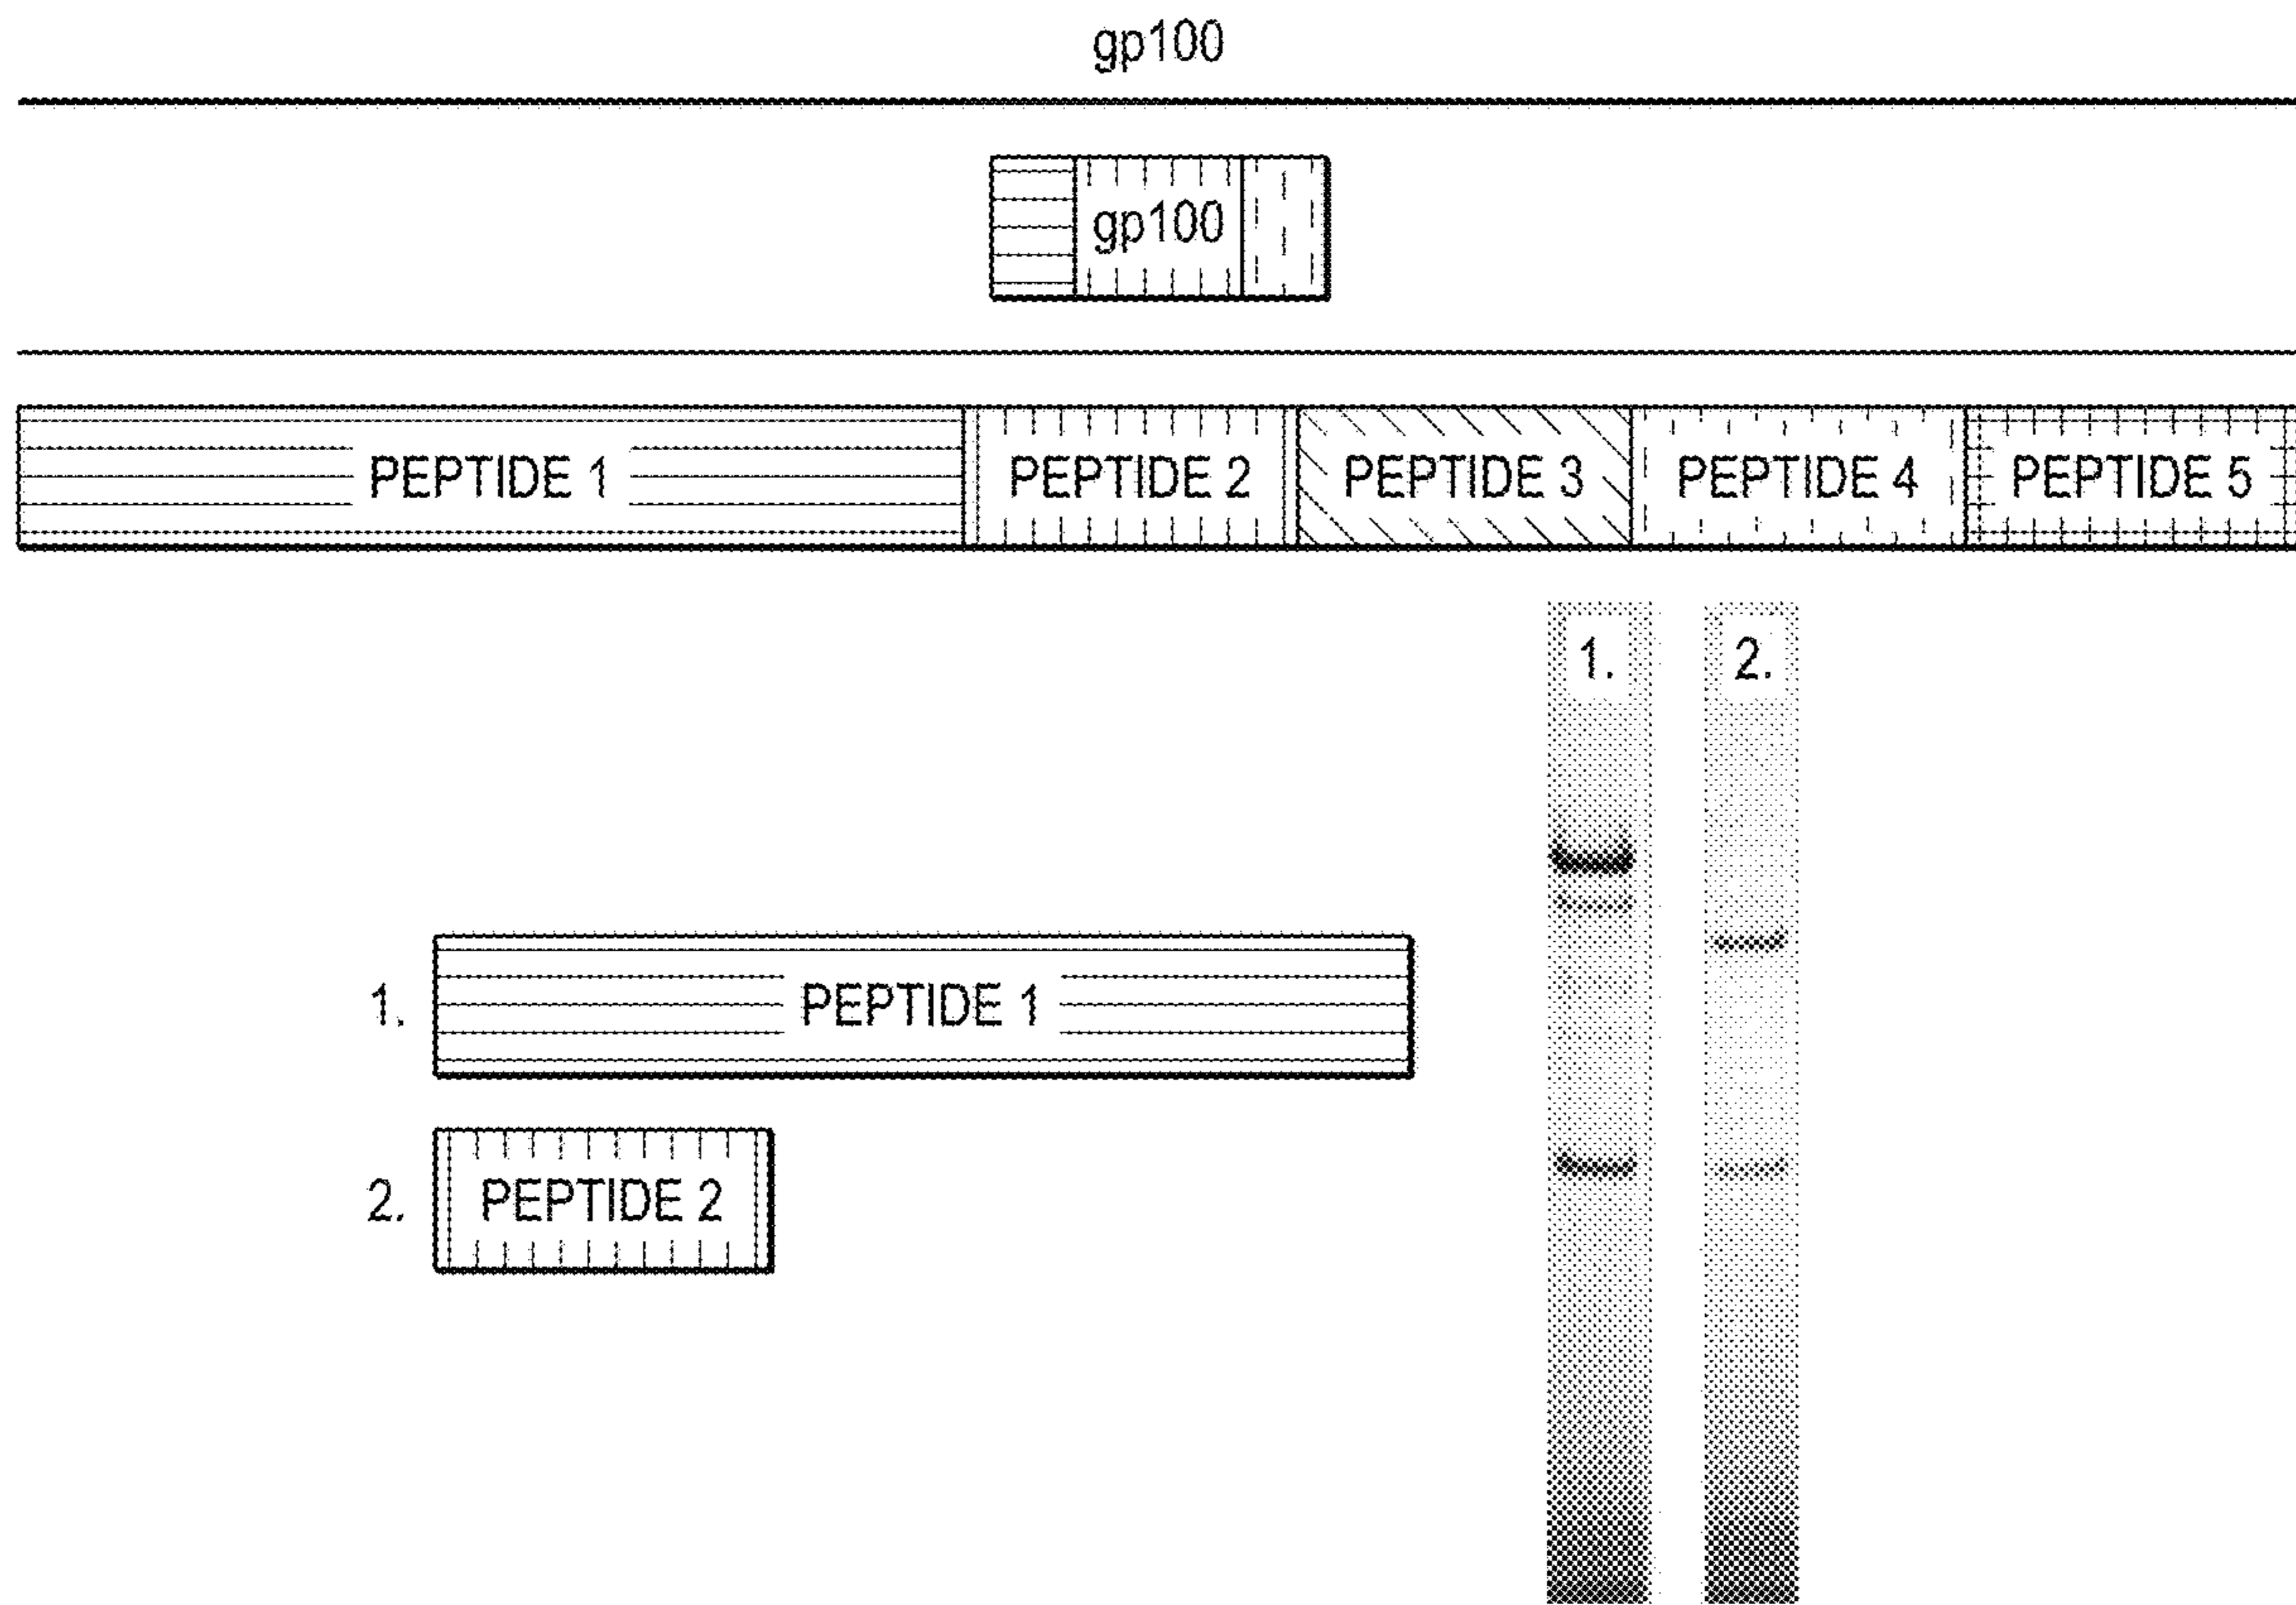 gp100
gp100
PEPTIDE 1 PEPTIDE 2 PEPTIDE 3 PEPTIDE 4 PEPTIDE 5
1. 2.
1. PEPTIDE 1
2. PEPTIDE 2